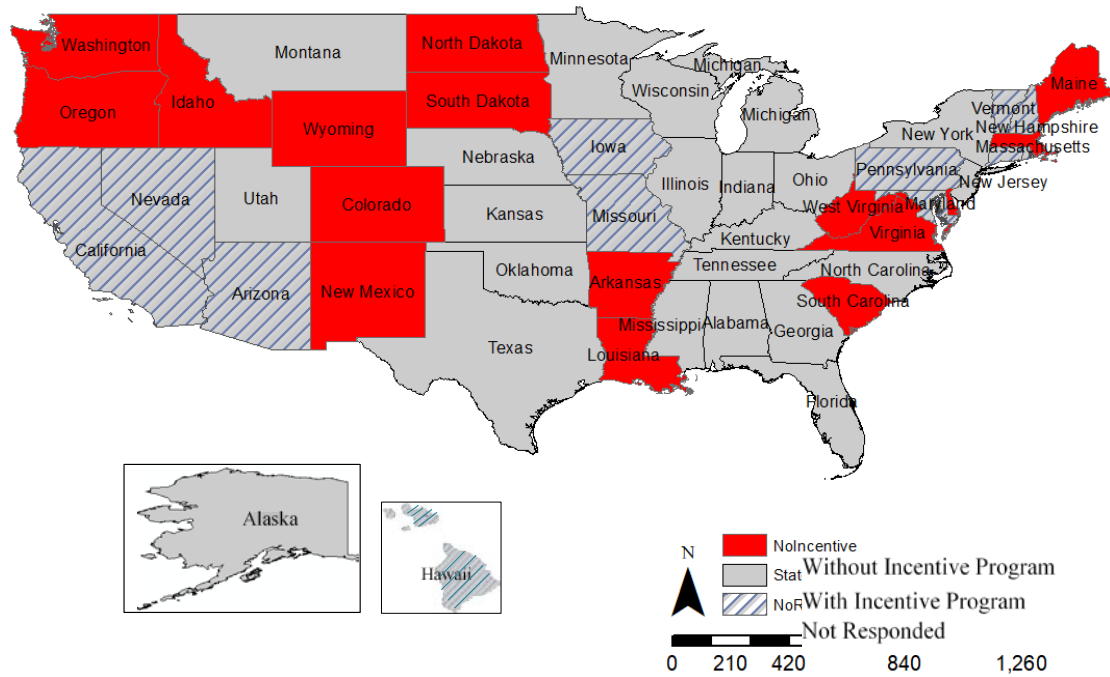 Washington
Montana
North Dakota
Minnesota
Michigan
Maine
Oregon
Idaho
South Dakota
Wisconsin
Michigan
Vermont
Wyoming
New York
New Hampshire
Massachusetts
Nebraska
Iowa
Pennsylvania
Nevada
Utah
Colorado
Illinois
Indiana
Ohio
New Jersey
California
Kansas
Missouri
West Virginia
Maryland
Virginia
Kentucky
Arizona
New Mexico
Oklahoma
Arkansas
Tennessee
North Carolina
South Carolina
Texas
Louisiana
Mississippi
Alabama
Georgia
Florida
Alaska
Hawaii
N
NoIncentive
Stat Without Incentive Program
NoR With Incentive Program
Not Responded
0 210 420 840 1,260